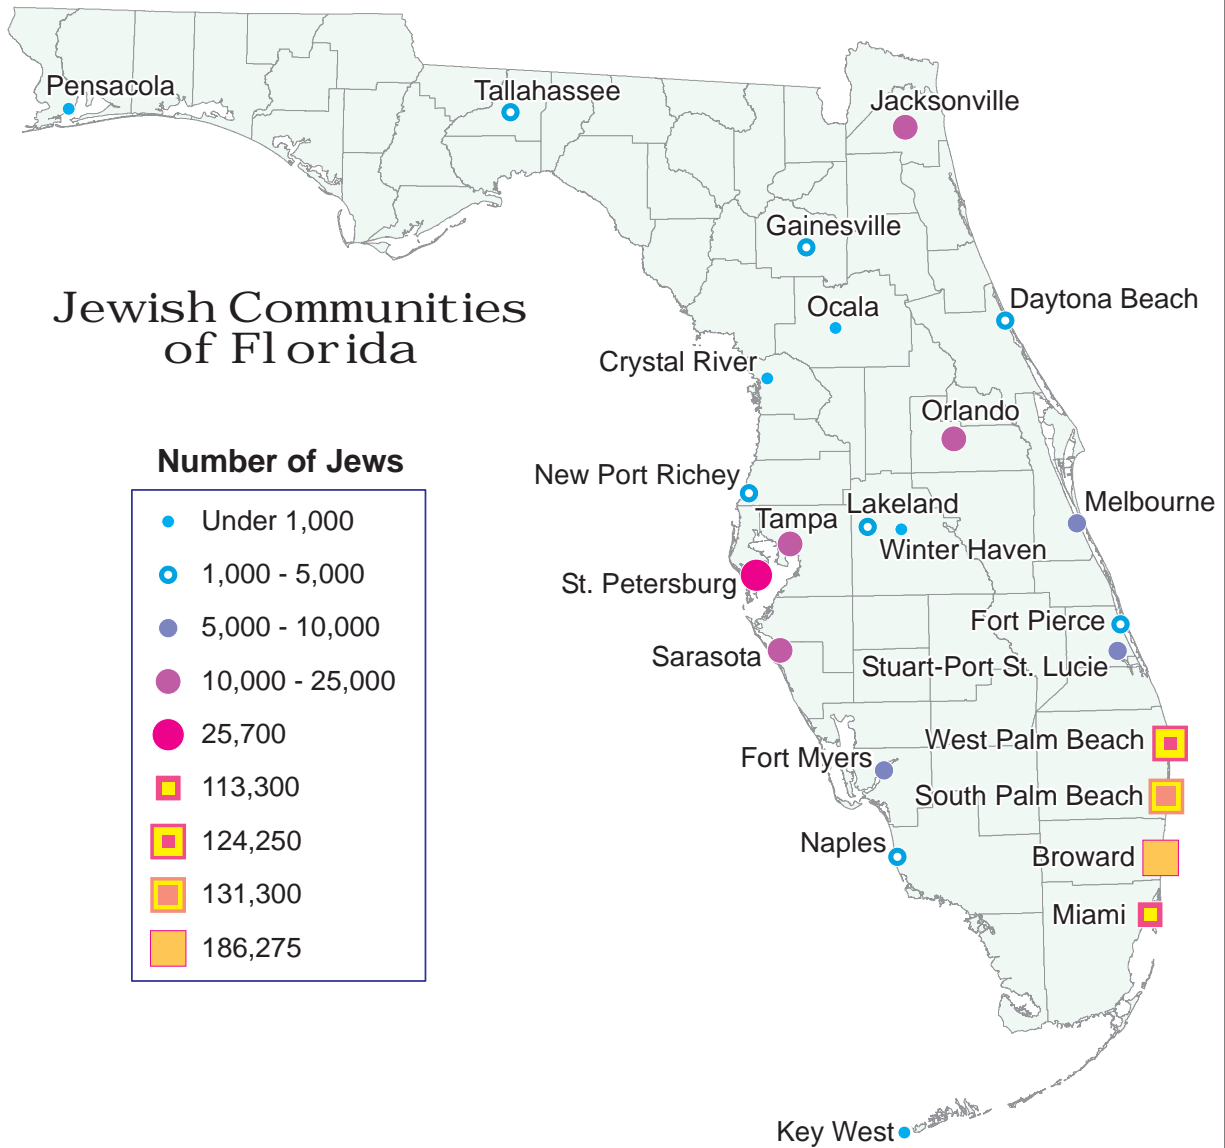 Pensacola
Tallahassee
Jacksonville
Gainesville
Jewish Communities
of Florida
Ocala
Daytona Beach
Crystal River
Orlando
Number of Jews
Under 1,000
1,000 - 5,000
5,000 - 10,000
10,000 - 25,000
25,700
113,300
124,250
131,300
186,275
New Port Richey
Tampa
Lakeland
Melbourne
Winter Haven
St. Petersburg
Fort Pierce
Sarasota
Stuart-Port St. Lucie
West Palm Beach
Fort Myers
South Palm Beach
Naples
Broward
Miami
Key West